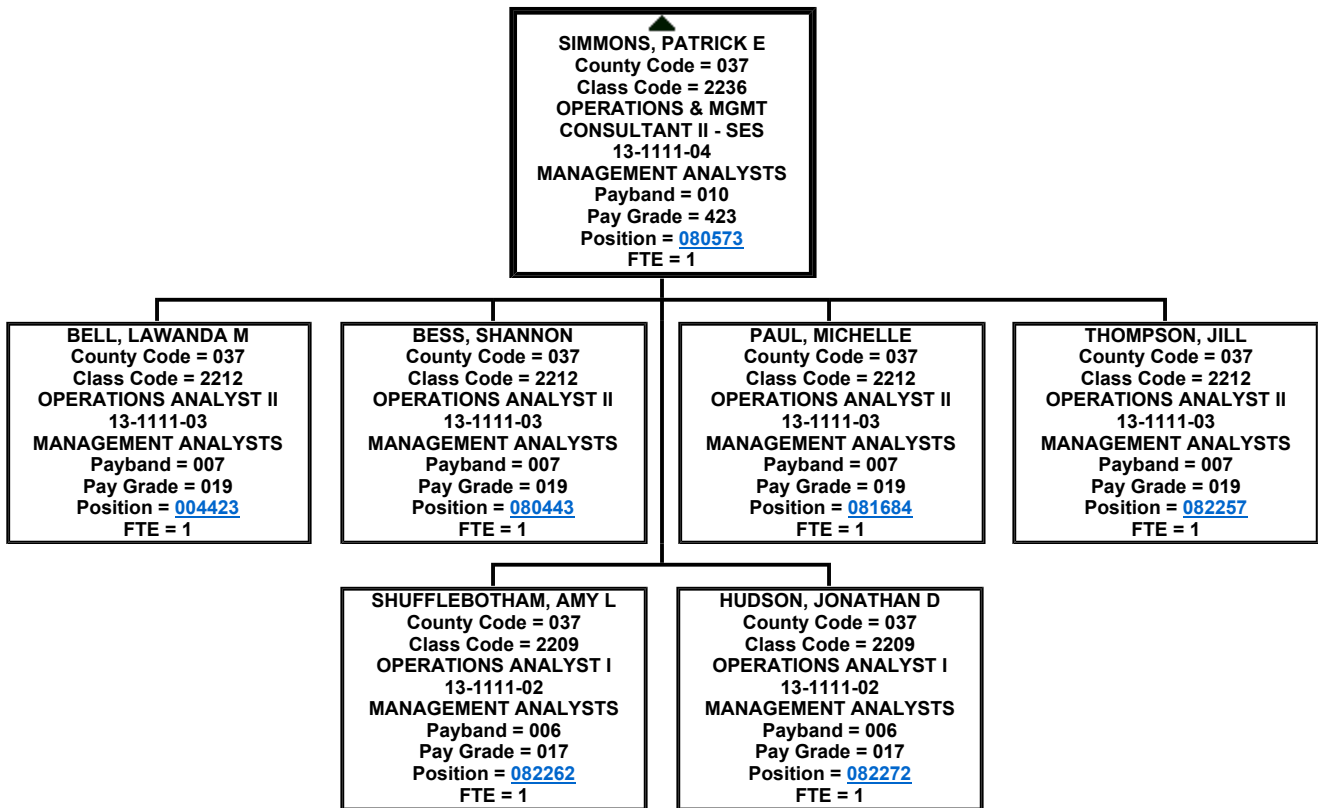 SIMMONS, PATRICK E
County Code = 037
Class Code = 2236
OPERATIONS & MGMT
CONSULTANT II - SES
13-1111-04
MANAGEMENT ANALYSTS
Payband = 010
Pay Grade = 423
Position = 080573
FTE = 1
BELL, LAWANDA M
County Code = 037
Class Code = 2212
OPERATIONS ANALYST II
13-1111-03
MANAGEMENT ANALYSTS
Payband = 007
Pay Grade = 019
Position = 004423
FTE = 1
BESS, SHANNON
County Code = 037
Class Code = 2212
OPERATIONS ANALYST II
13-1111-03
MANAGEMENT ANALYSTS
Payband = 007
Pay Grade = 019
Position = 080443
FTE = 1
PAUL, MICHELLE
County Code = 037
Class Code = 2212
OPERATIONS ANALYST II
13-1111-03
MANAGEMENT ANALYSTS
Payband = 007
Pay Grade = 019
Position = 081684
FTE = 1
THOMPSON, JILL
County Code = 037
Class Code = 2212
OPERATIONS ANALYST II
13-1111-03
MANAGEMENT ANALYSTS
Payband = 007
Pay Grade = 019
Position = 082257
FTE = 1
SHUFFLEBOTHAM, AMY L
County Code = 037
Class Code = 2209
OPERATIONS ANALYST I
13-1111-02
MANAGEMENT ANALYSTS
Payband = 006
Pay Grade = 017
Position = 082262
FTE = 1
HUDSON, JONATHAN D
County Code = 037
Class Code = 2209
OPERATIONS ANALYST I
13-1111-02
MANAGEMENT ANALYSTS
Payband = 006
Pay Grade = 017
Position = 082272
FTE = 1